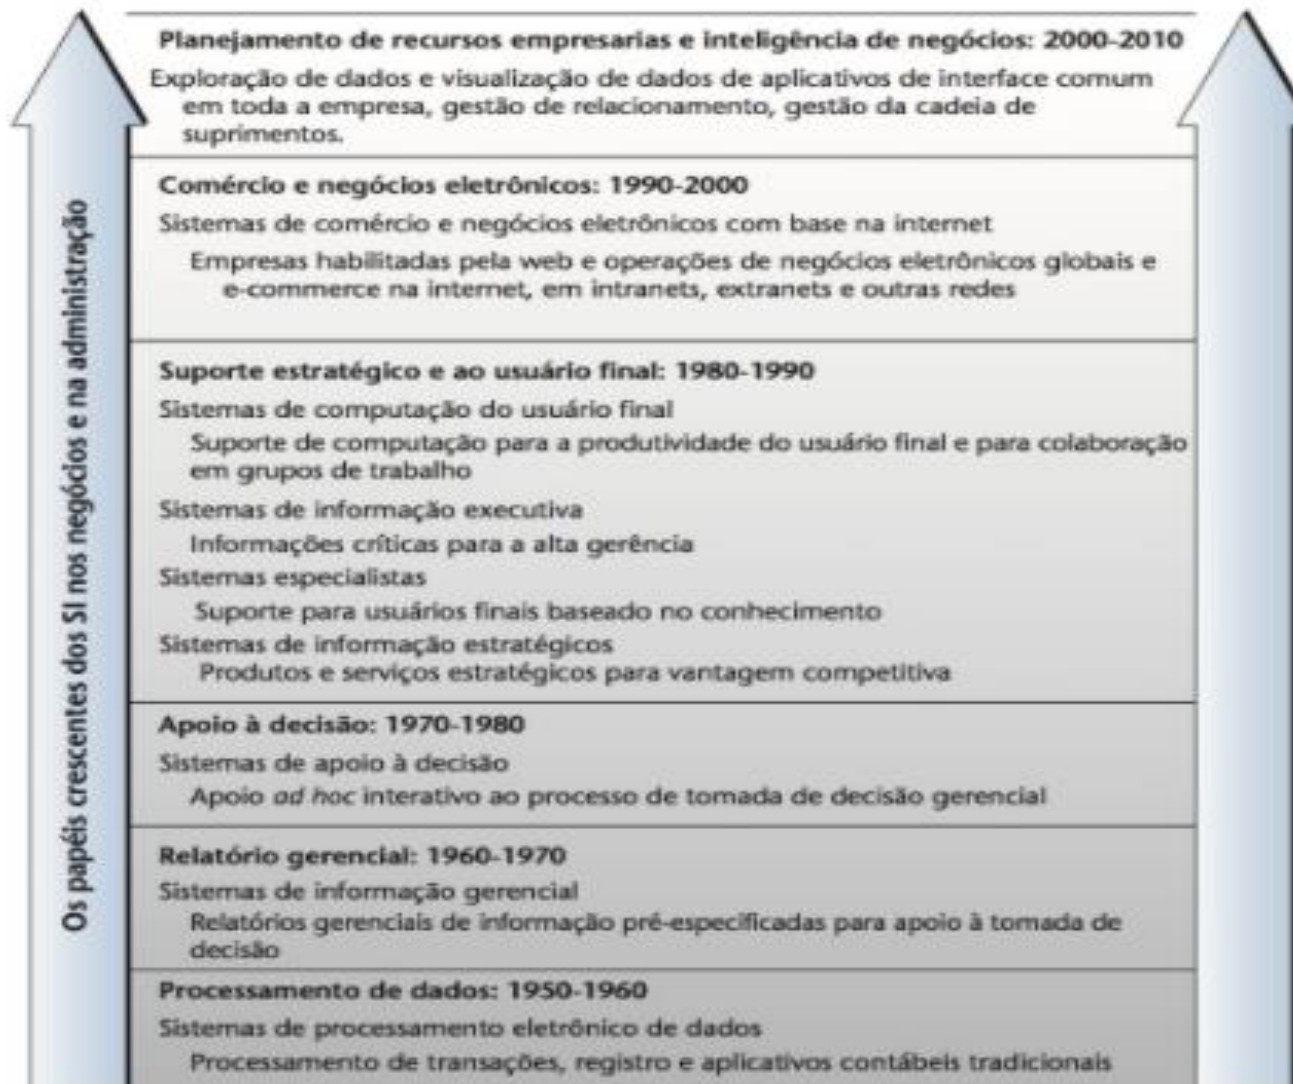 Planejamento de recursos empresarias e inteligência de negócios: 2000-2010
Exploração de dados e visualização de dados de aplicativos de interface comum
em toda a empresa, gestão de relacionamento, gestão da cadeia de
suprimentos.
Comércio e negócios eletrônicos: 1990-2000
Sistemas de comércio e negócios eletrônicos com base na internet
Empresas habilitadas pela web e operações de negócios eletrônicos globais e
e-commerce na internet, em intranets, extranets e outras redes
Suporte estratégico e ao usuário final: 1980-1990
Sistemas de computação do usuário final
Suporte de computação para a produtividade do usuário final e para colaboração
em grupos de trabalho
Sistemas de informação executiva
Informações críticas para a alta gerência
Sistemas especialistas
Suporte para usuários finais baseado no conhecimento
Sistemas de informação estratégicos
Produtos e serviços estratégicos para vantagem competitiva
Apoio à decisão: 1970-1980
Sistemas de apoio à decisão
Apoio ad hoc interativo ao processo de tomada de decisão gerencial
Relatório gerencial: 1960-1970
Sistemas de informação gerencial
Relatórios gerenciais de informação pré-especificadas para apoio à tomada de
decisão
Processamento de dados: 1950-1960
Sistemas de processamento eletrônico de dados
Processamento de transações, registro e aplicativos contábeis tradicionais
Os papéis crescentes dos SI nos negócios e na administração